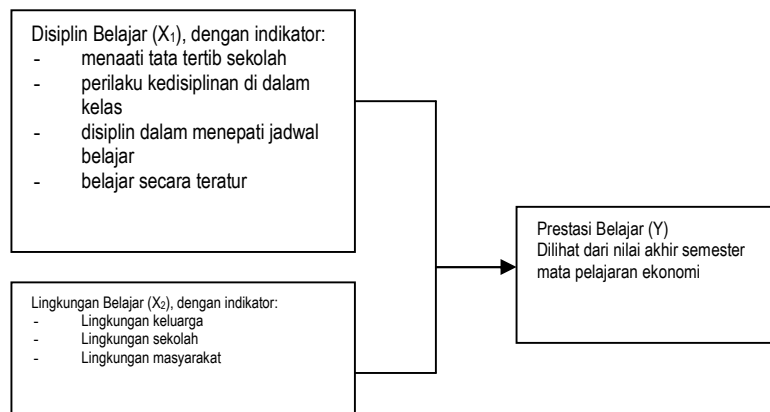 Disiplin Belajar (X₁), dengan indikator:
- menaati tata tertib sekolah
- perilaku kedisiplinan di dalam
kelas
- disiplin dalam menepati jadwal
belajar
- belajar secara teratur
Lingkungan Belajar (X₂), dengan indikator:
- Lingkungan keluarga
- Lingkungan sekolah
- Lingkungan masyarakat
Prestasi Belajar (Y)
Dilihat dari nilai akhir semester
mata pelajaran ekonomi